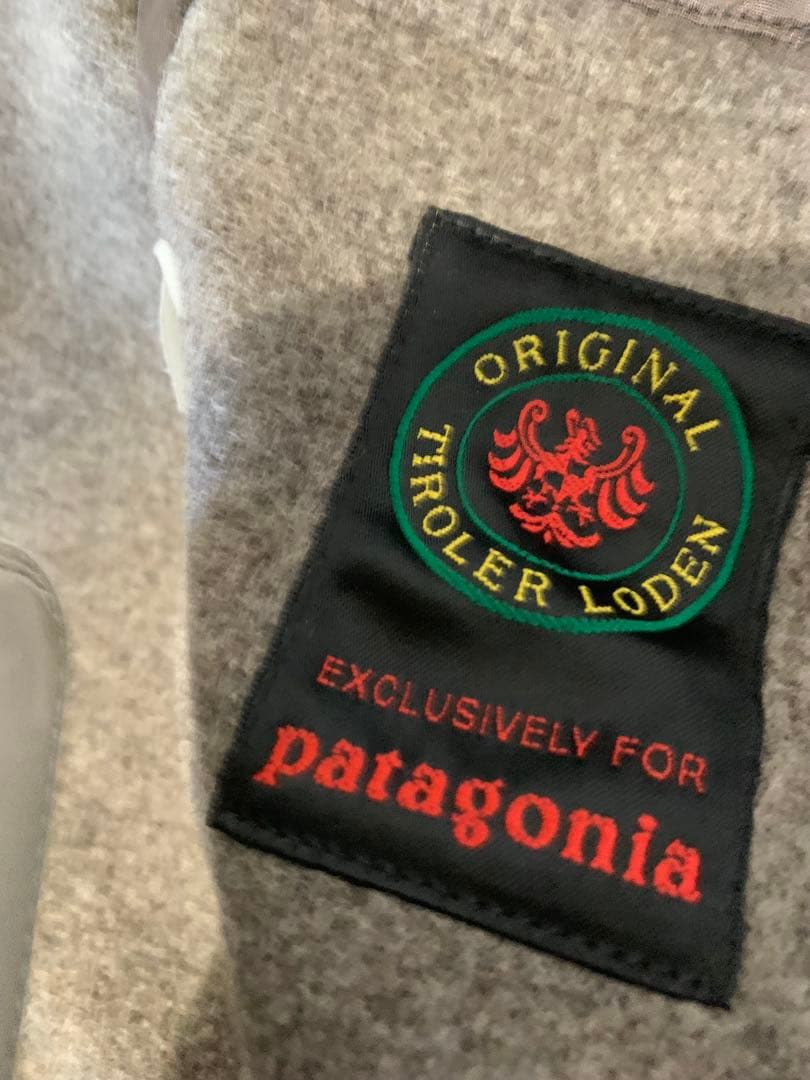 ORIGINAL
TIROLER LODEN
EXCLUSIVELY FOR
patagonia